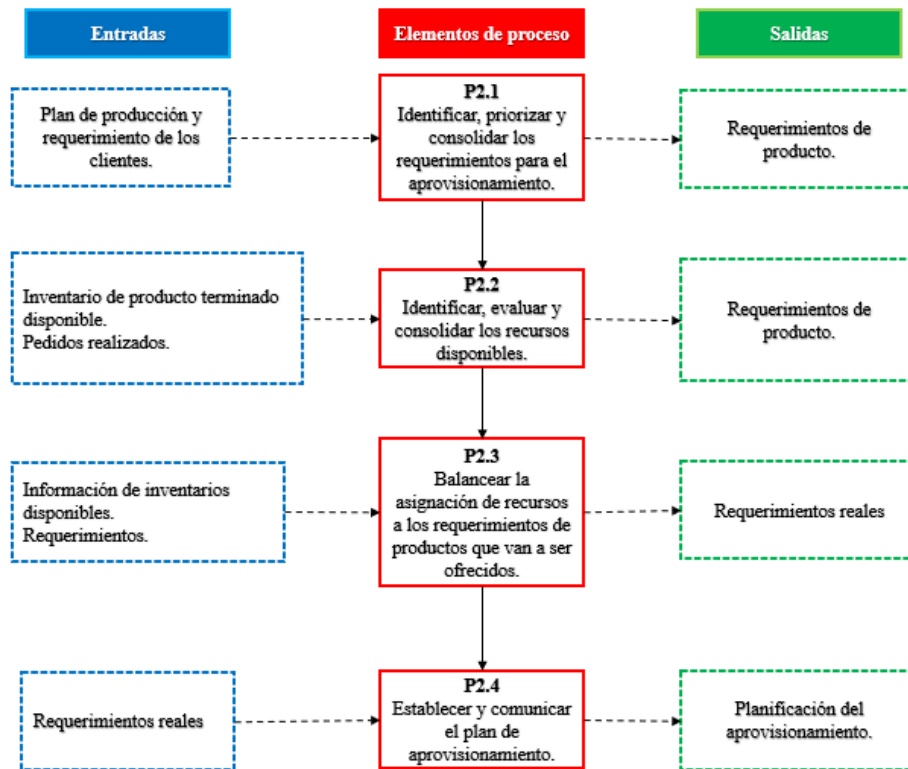 Entradas
Elementos de proceso
Salidas
Plan de producción y
requerimiento de los
clientes.
P2.1
Identificar, priorizar y
consolidar los
requerimientos para el
aprovisionamiento.
Requerimientos de
producto.
Inventario de producto terminado
disponible.
Pedidos realizados.
P2.2
Identificar, evaluar y
consolidar los recursos
disponibles.
Requerimientos de
producto.
Información de inventarios
disponibles.
Requerimientos.
P2.3
Balancear la
asignación de recursos
a los requerimientos de
productos que van a ser
ofrecidos.
Requerimientos reales
Requerimientos reales
P2.4
Establecer y comunicar
el plan de
aprovisionamiento.
Planificación del
aprovisionamiento.